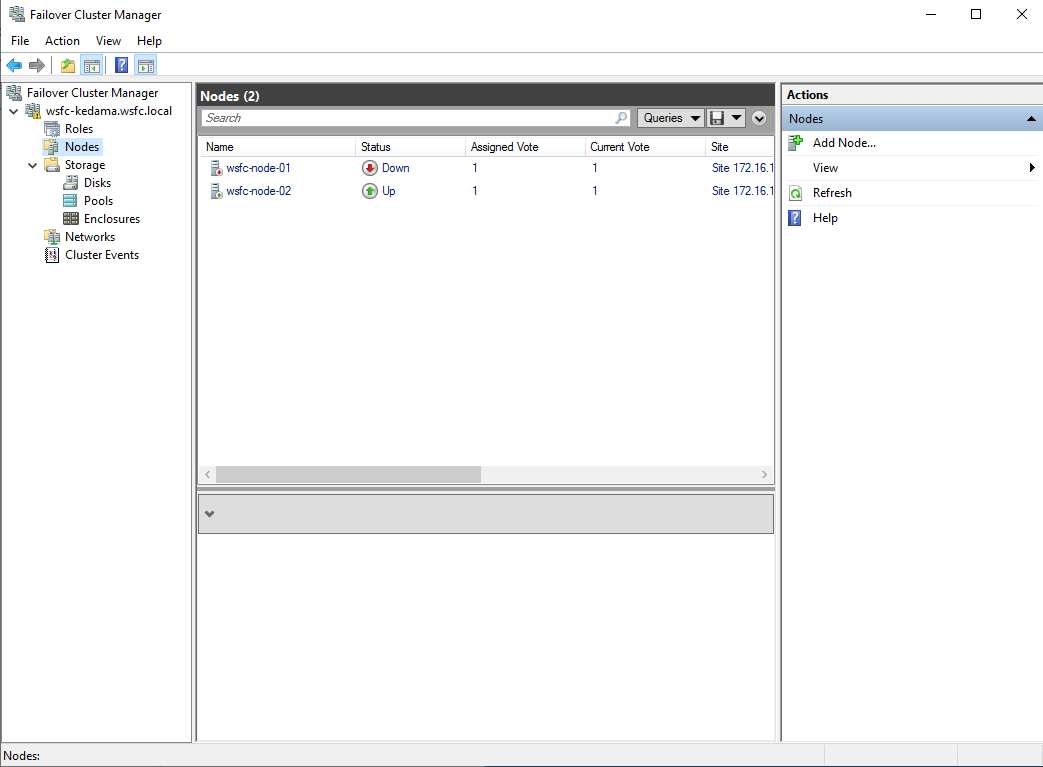 Failover Cluster Manager
File Action View Help
Failover Cluster Manager
wsfc-kedama.wsfc.local
Roles
Nodes
Storage
Disks
Pools
Enclosures
Networks
Cluster Events
Nodes (2)
Search
Queries
Name Status Assigned Vote Current Vote Site
wsfc-node-01 Down 1 1 Site 172.16.1
wsfc-node-02 Up 1 1 Site 172.16.1
Actions
Nodes
Add Node...
View
Refresh
Help
Nodes: